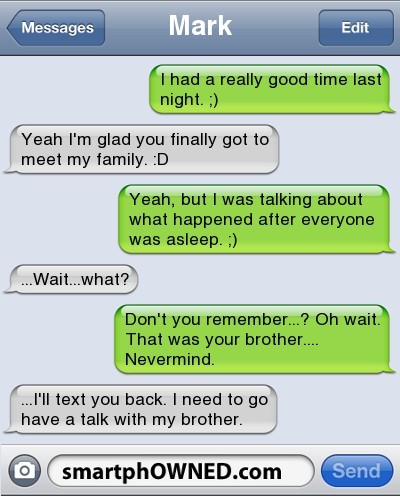 Messages
Mark
Edit
I had a really good time last
night. ;)
Yeah I'm glad you finally got to
meet my family. :D
Yeah, but I was talking about
what happened after everyone
was asleep. ;)
...Wait...what?
Don't you remember...? Oh wait.
That was your brother....
Nevermind.
...I'll text you back. I need to go
have a talk with my brother.
smartphOWNED.com
Send